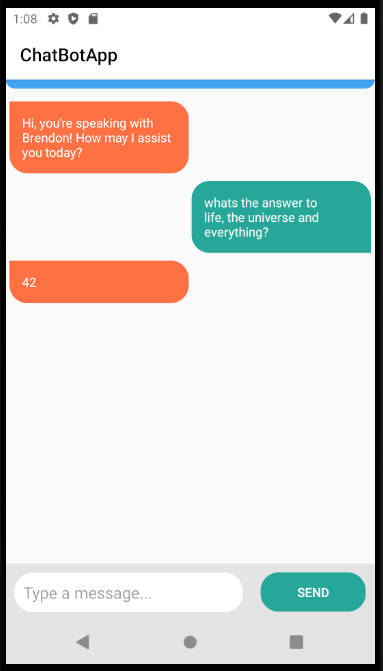 1:08
ChatBotApp
Hi, you're speaking with
Brendon! How may I assist
you today?
whats the answer to
life, the universe and
everything?
42
Type a message...
SEND